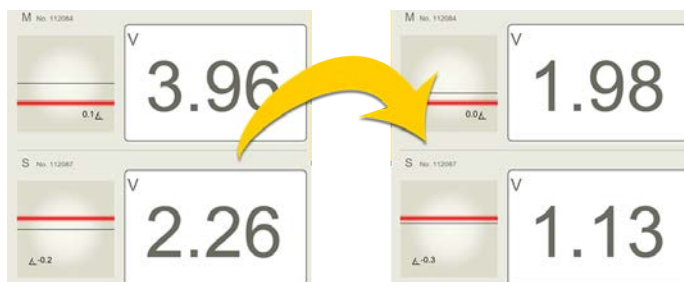 M No. 112084
V
3.96
0.1
S No. 112087
V
2.26
-0.2
M No. 112084
V
1.98
0.0
S No. 112087
V
1.13
-0.3